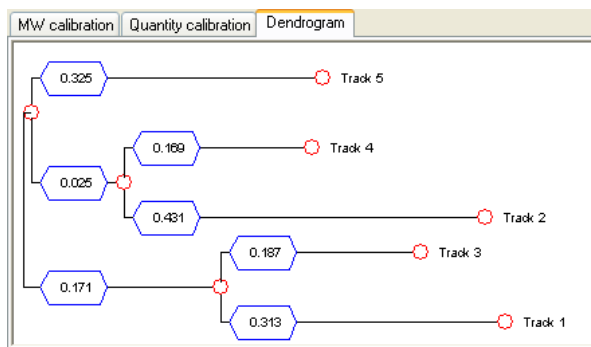 MW calibration Quantity calibration Dendrogram
0.325 Track 5
0.169 Track 4
0.025
0.431 Track 2
0.187 Track 3
0.171
0.313 Track 1